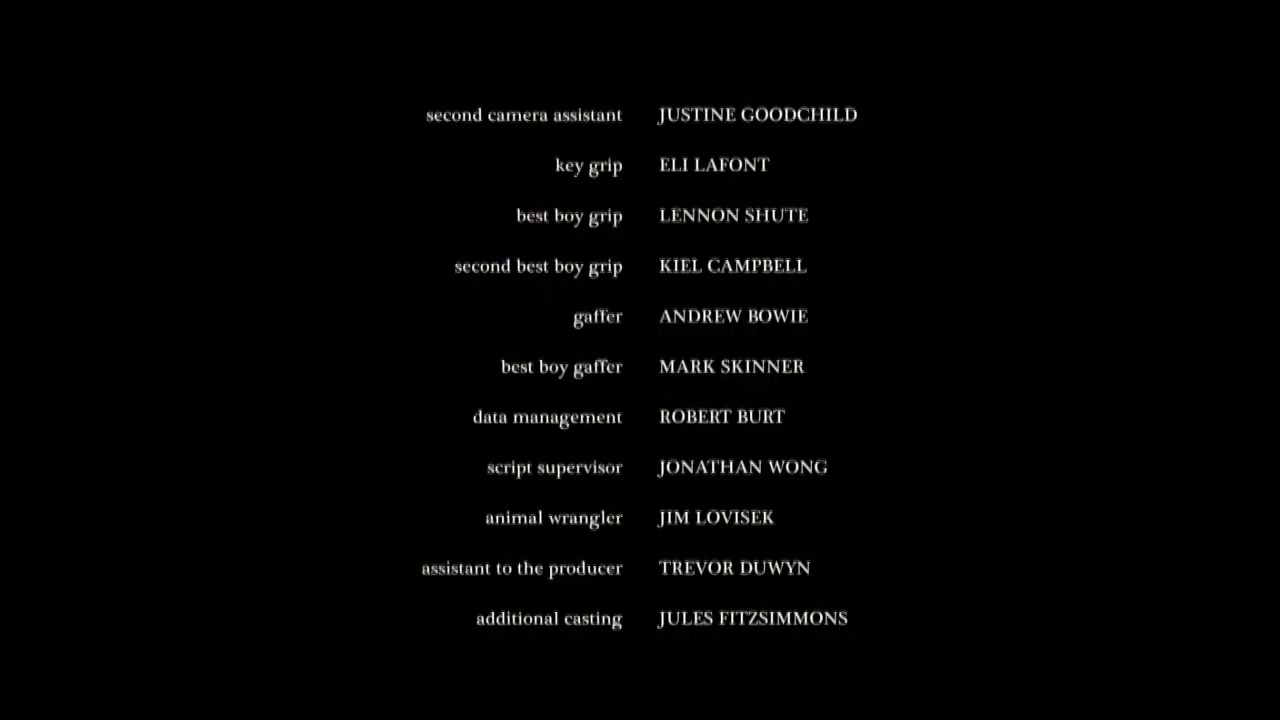 second camera assistant JUSTINE GOODCHILD
key grip ELI LAFONT
best boy grip LENNON SHUTE
second best boy grip KIEL CAMPBELL
gaffer ANDREW BOWIE
best boy gaffer MARK SKINNER
data management ROBERT BURT
script supervisor JONATHAN WONG
animal wrangler JIM LOVISEK
assistant to the producer TREVOR DUWYN
additional casting JULES FITZSIMMONS